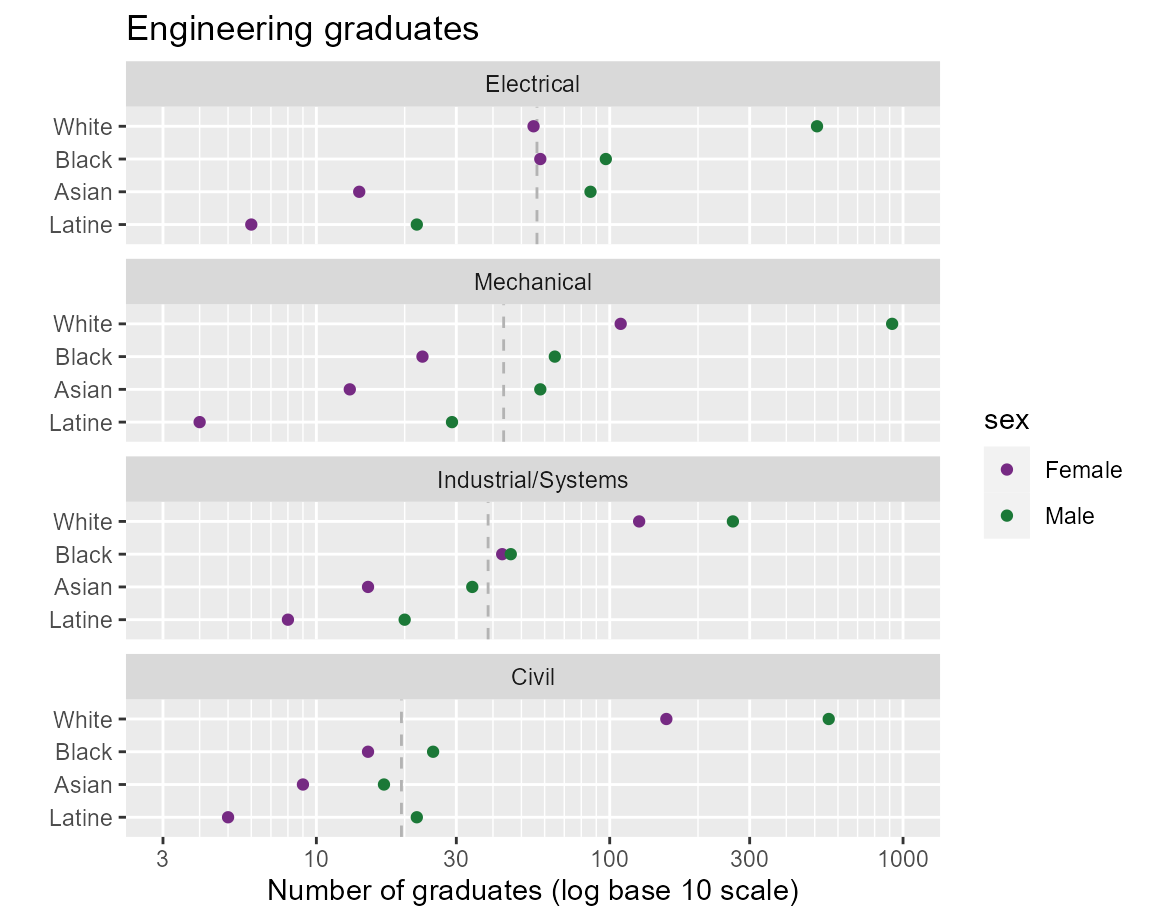 Engineering graduates
Electrical
White
Black
Asian
Latine
Mechanical
White
Black
Asian
Latine
Industrial/Systems
White
Black
Asian
Latine
Civil
White
Black
Asian
Latine
3 10 30 100 300 1000
Number of graduates (log base 10 scale)
sex
Female
Male